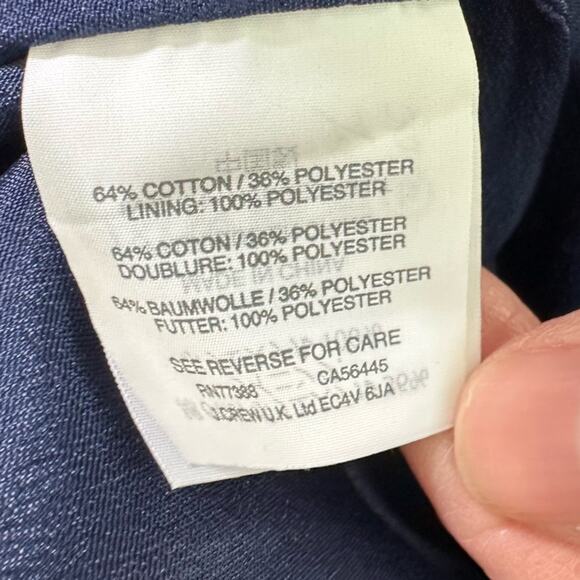 64% COTTON / 36% POLYESTER
LINING: 100% POLYESTER
64% COTON / 36% POLYESTER
DOUBLURE: 100% POLYESTER
64% BAUMWOLLE / 36% POLYESTER
FUTTER: 100% POLYESTER
SEE REVERSE FOR CARE
RN77388 CA56445
J.CREW U.K. Ltd EC4V 6JA